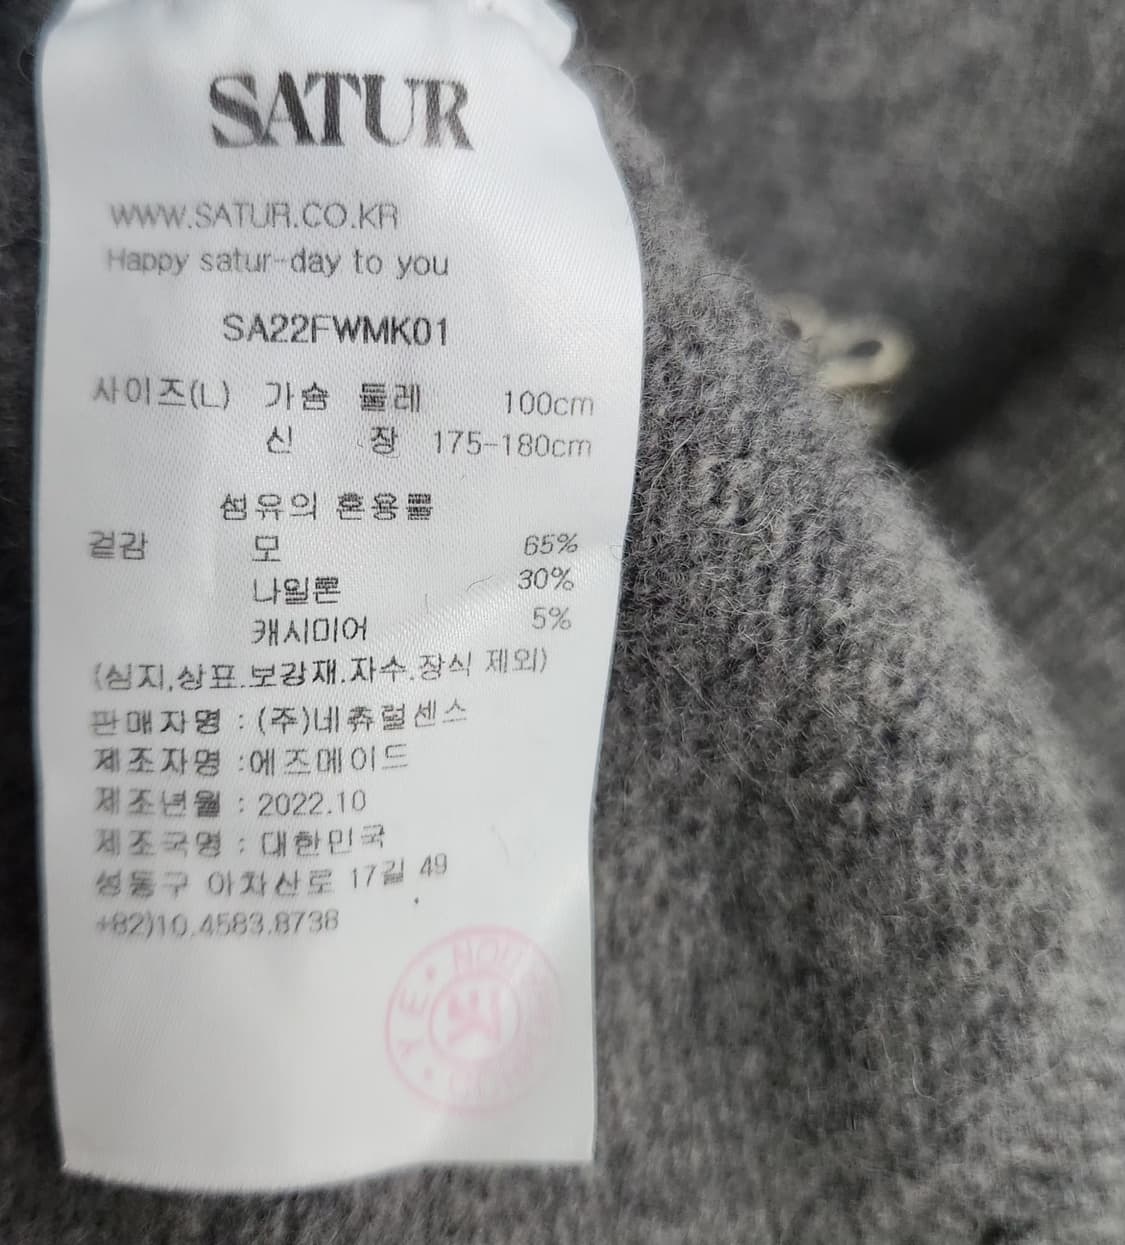 SATUR
WWW.SATUR.CO.KR
Happy satur-day to you
SA22FWMK01
사이즈(L) 가슴 둘레 100cm
신 장 175-180cm
섬유의 혼용률
겉감 모 65%
나일론 30%
캐시미어 5%
(심지,상표.보강재.자수.장식 제외)
판매자명 : (주)네츄럴센스
제조자명 :에즈메이드
제조년월 : 2022.10
제조국명 : 대한민국
성동구 아차산로 17길 49
+82)10.4583.8738
YE